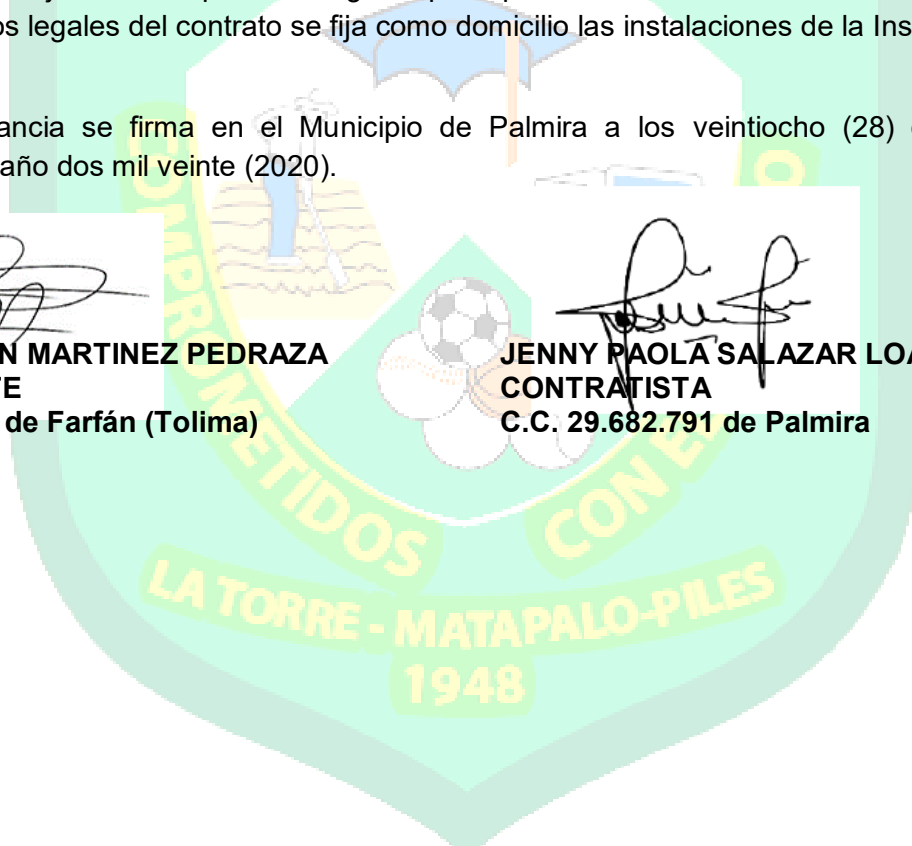 os legales del contrato se fija como domicilio las instalaciones de la Ins
ancia se firma en el Municipio de Palmira a los veintiocho (28)
año dos mil veinte (2020).
N MARTINEZ PEDRAZA
TE
de Farfán (Tolima)
JENNY PAOLA SALAZAR LOA
CONTRATISTA
C.C. 29.682.791 de Palmira
COMPROMETIDOS CON E
LA TORRE - MATAPALO-PILES
1948